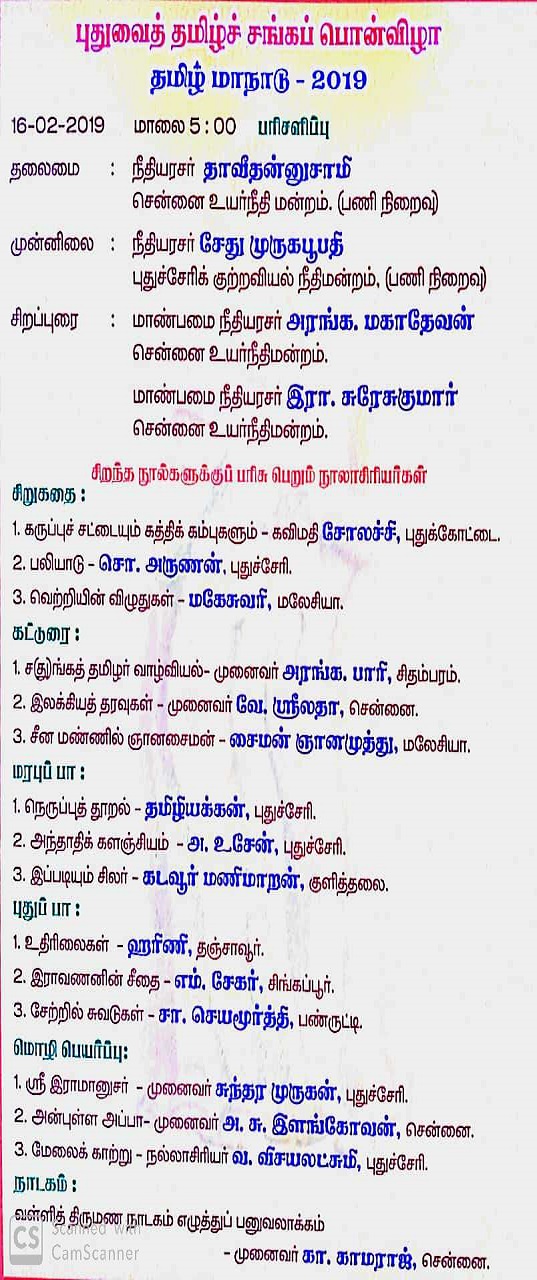 புதுவைத் தமிழ்ச் சங்கப் பொன்விழா
தமிழ் மாநாடு - 2019
16-02-2019 மாலை 5 : 00 பரிசளிப்பு
தலைமை : நீதியரசர் தாவீதன்னுசாமி
சென்னை உயர்நீதி மன்றம். (பணி நிறைவு)
முன்னிலை : நீதியரசர் சேது முருகபூபதி
புதுச்சேரிக் குற்றவியல் நீதிமன்றம், (பணி நிறைவு)
சிறப்புரை : மாண்பமை நீதியரசர் அரங்க. மகாதேவன்
சென்னை உயர்நீதிமன்றம்.
மாண்பமை நீதியரசர் இரா. சுரேசுகுமார்
சென்னை உயர்நீதிமன்றம்.
சிறந்த நூல்களுக்குப் பரிசு பெறும் நூலாசிரியர்கள்
சிறுகதை :
1. கருப்புச் சட்டையும் கத்திக் கம்புகளும் - கவிமதி சோலச்சி, புதுக்கோட்டை.
2. பலியாடு - சொ. அருணன், புதுச்சேரி.
3. வெற்றியின் விழுதுகள் - மகேசுவரி, மலேசியா.
கட்டுரை :
1. ச(ஞ)ங்கத் தமிழர் வாழ்வியல்- முனைவர் அரங்க. பாரி, சிதம்பரம்.
2. இலக்கியத் தரவுகள் - முனைவர் வே. ஸ்ரீலதா, சென்னை.
3. சீன மண்ணில் ஞானசைமன் - சைமன் ஞானமுத்து, மலேசியா.
மரபுப் பா :
1. நெருப்புத் தூறல் - தமிழியக்கன், புதுச்சேரி.
2. அந்தாதிக் களஞ்சியம் - அ. உசேன், புதுச்சேரி.
3. இப்படியும் சிலர் - கடவூர் மணிமாறன், குளித்தலை.
புதுப் பா :
1. உதிரிலைகள் - ஹரிணி, தஞ்சாவூர்.
2. இராவணனின் சீதை - எம். சேகர், சிங்கப்பூர்.
3. சேற்றில் சுவடுகள் - சா. செயமூர்த்தி, பண்ருட்டி.
மொழி பெயர்ப்பு:
1. ஸ்ரீ இராமானுசர் - முனைவர் சுந்தர முருகன், புதுச்சேரி.
2. அன்புள்ள அப்பா- முனைவர் அ. சு. இளங்கோவன், சென்னை.
3. மேலைக் காற்று - நல்லாசிரியர் வ. விசயலட்சுமி, புதுச்சேரி.
நாடகம் :
வள்ளித் திருமண நாடகம் எழுத்துப் பனுவலாக்கம்
- முனைவர் கா. காமராஜ், சென்னை.
CS Scanned with
CamScanner